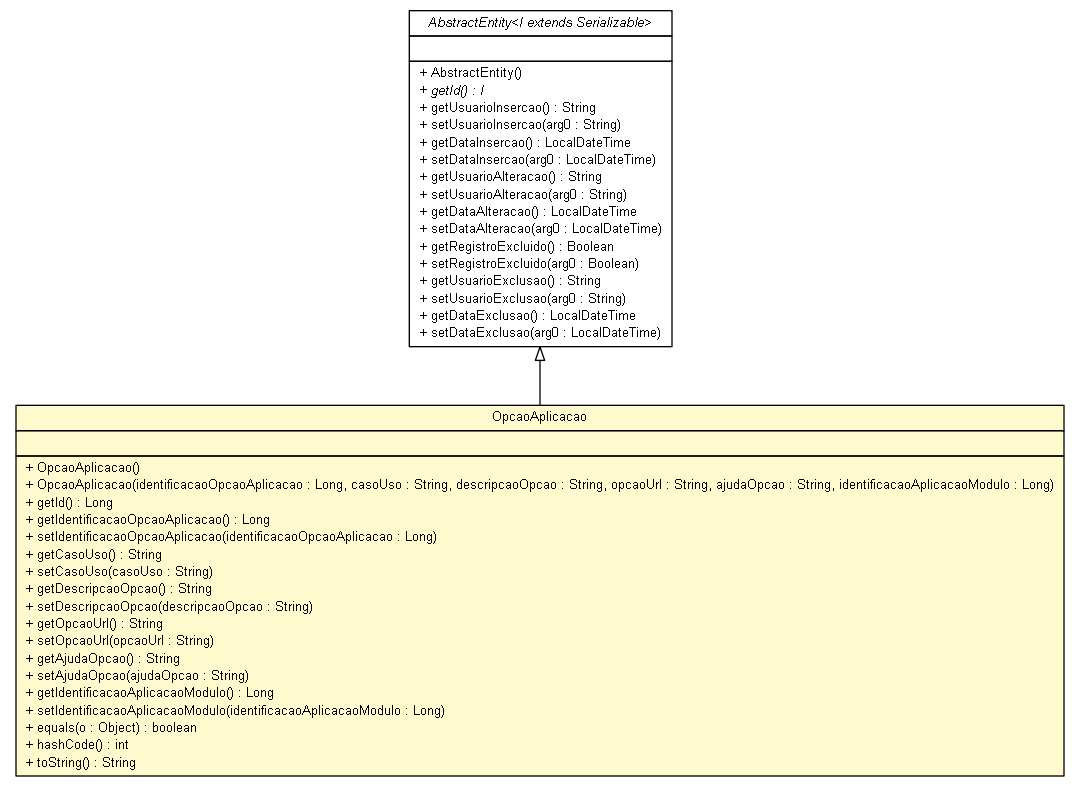 AbstractEntity<I extends Serializable>
+ AbstractEntity()
+ getId() : I
+ getUsuarioInsercao() : String
+ setUsuarioInsercao(arg0 : String)
+ getDataInsercao() : LocalDateTime
+ setDataInsercao(arg0 : LocalDateTime)
+ getUsuarioAlteracao() : String
+ setUsuarioAlteracao(arg0 : String)
+ getDataAlteracao() : LocalDateTime
+ setDataAlteracao(arg0 : LocalDateTime)
+ getRegistroExcluido() : Boolean
+ setRegistroExcluido(arg0 : Boolean)
+ getUsuarioExclusao() : String
+ setUsuarioExclusao(arg0 : String)
+ getDataExclusao() : LocalDateTime
+ setDataExclusao(arg0 : LocalDateTime)
OpcaoAplicacao
+ OpcaoAplicacao()
+ OpcaoAplicacao(identificacaoOpcaoAplicacao : Long, casoUso : String, descripcaoOpcao : String, opcaoUrl : String, ajudaOpcao : String, identificacaoAplicacaoModulo : Long)
+ getId() : Long
+ getIdentificacaoOpcaoAplicacao() : Long
+ setIdentificacaoOpcaoAplicacao(identificacaoOpcaoAplicacao : Long)
+ getCasoUso() : String
+ setCasoUso(casoUso : String)
+ getDescripcaoOpcao() : String
+ setDescripcaoOpcao(descripcaoOpcao : String)
+ getOpcaoUrl() : String
+ setOpcaoUrl(opcaoUrl : String)
+ getAjudaOpcao() : String
+ setAjudaOpcao(ajudaOpcao : String)
+ getIdentificacaoAplicacaoModulo() : Long
+ setIdentificacaoAplicacaoModulo(identificacaoAplicacaoModulo : Long)
+ equals(o : Object) : boolean
+ hashCode() : int
+ toString() : String